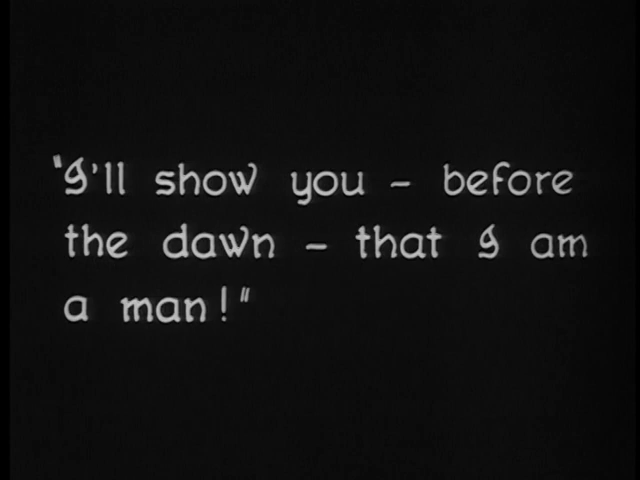 "I'll show you – before
the dawn – that I am
a man!"